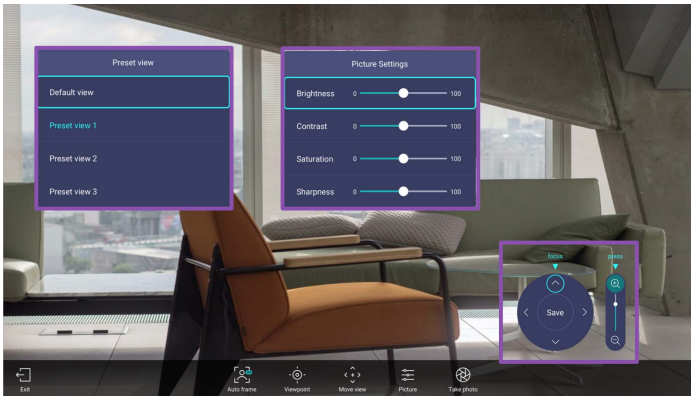 Preset view
Default view
Preset view 1
Preset view 2
Preset view 3
Picture Settings
Brightness 0 100
Contrast 0 100
Saturation 0 100
Sharpness 0 100
focus press
Save
Exit
Auto frame
Viewpoint
Move view
Picture
Take photo